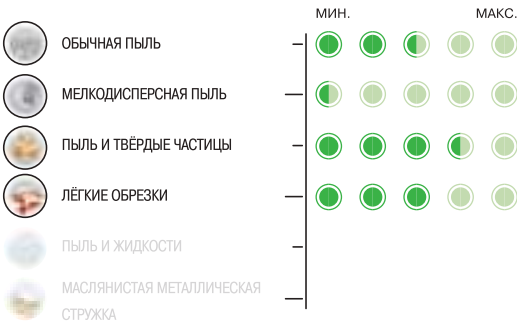 МИН. МАКС.
ОБЫЧНАЯ ПЫЛЬ
МЕЛКОДИСПЕРСНАЯ ПЫЛЬ
ПЫЛЬ И ТВЁРДЫЕ ЧАСТИЦЫ
ЛЁГКИЕ ОБРЕЗКИ
ПЫЛЬ И ЖИДКОСТИ
МАСЛЯНИСТАЯ МЕТАЛЛИЧЕСКАЯ
СТРУЖКА